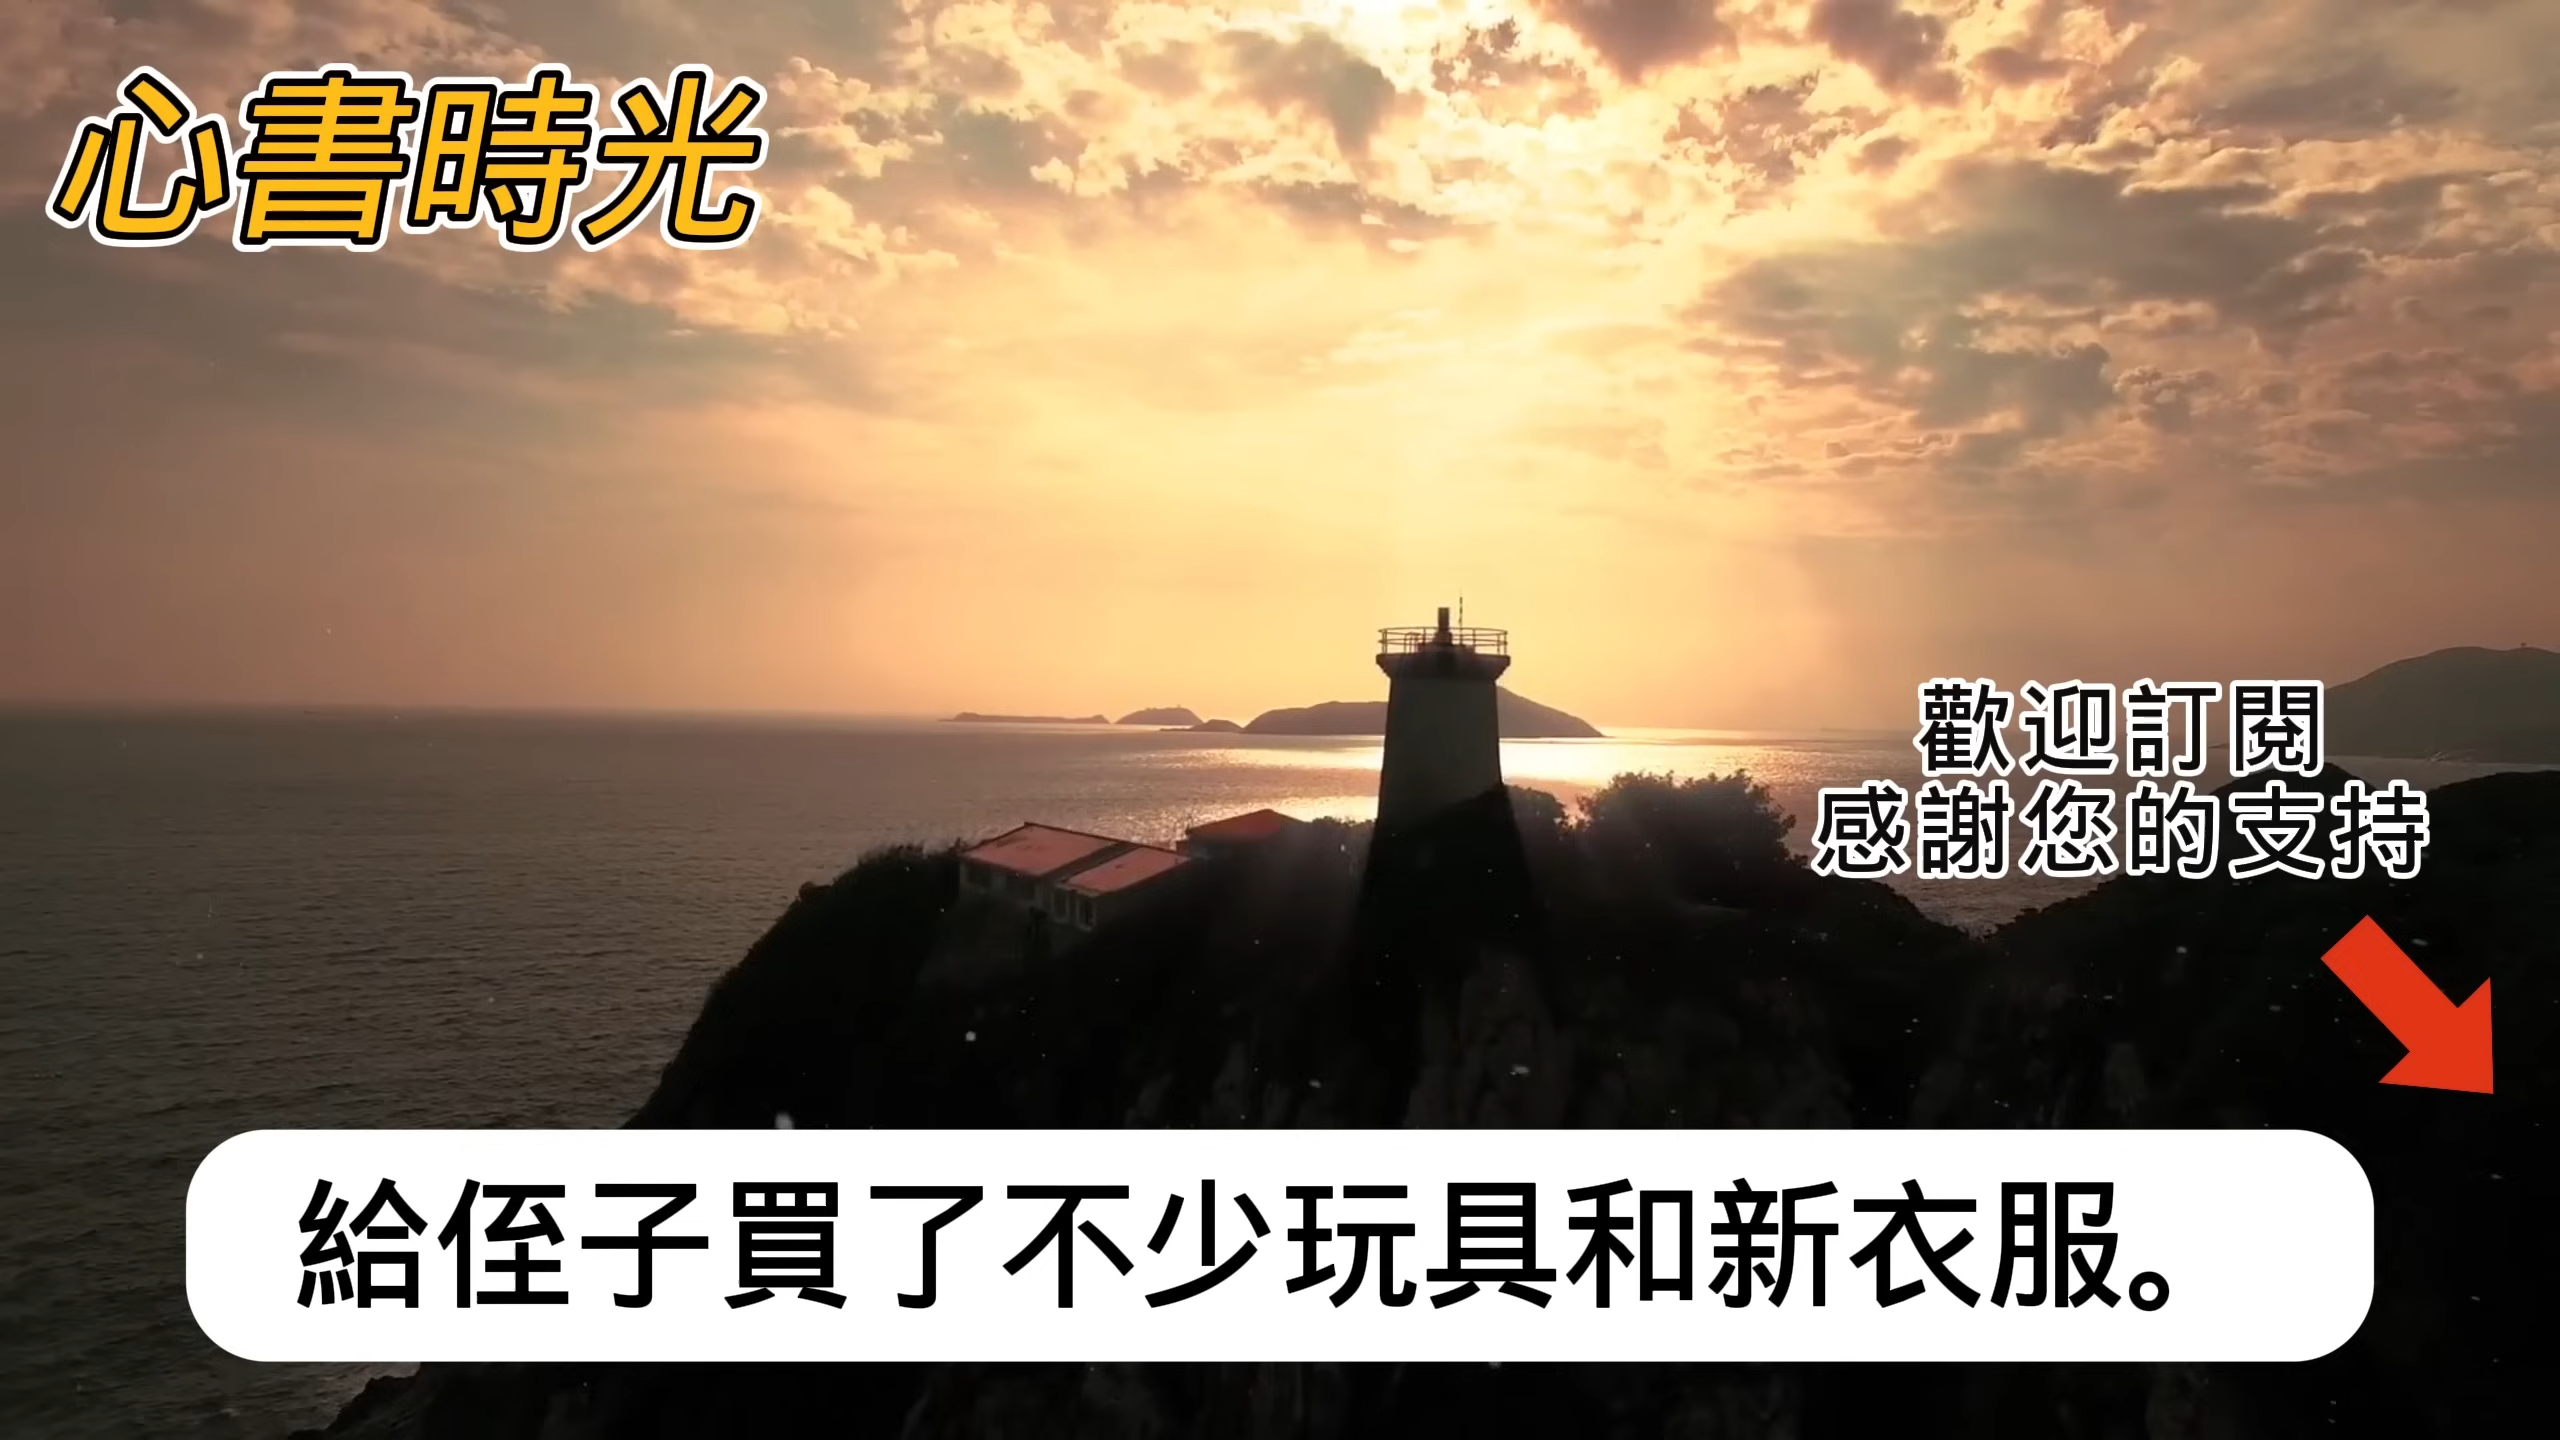 心書時光
歡迎訂閱
感謝您的支持
給侄子買了不少玩具和新衣服。